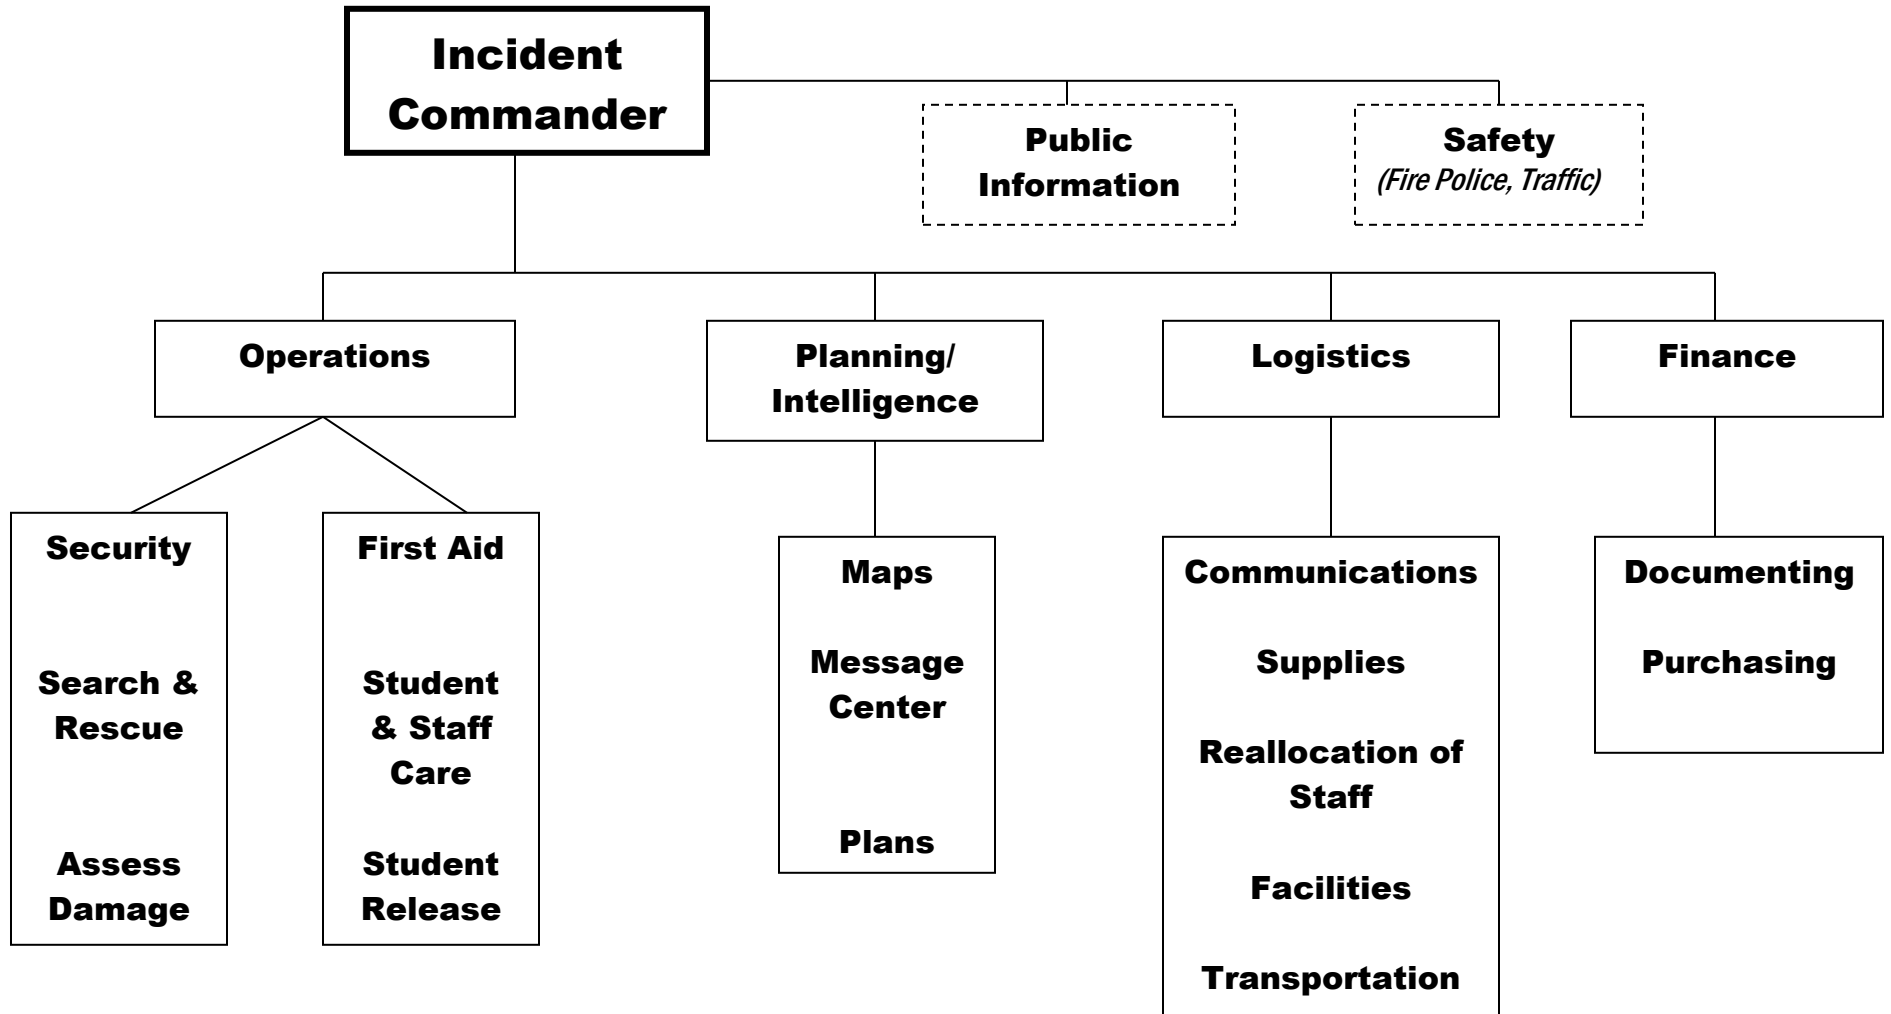 Incident
Commander
Public
Information
Safety
(Fire Police, Traffic)
Operations
Planning/
Intelligence
Logistics
Finance
Security
Search &
Rescue
Assess
Damage
First Aid
Student
& Staff
Care
Student
Release
Maps
Message
Center
Plans
Communications
Supplies
Reallocation of
Staff
Facilities
Transportation
Documenting
Purchasing